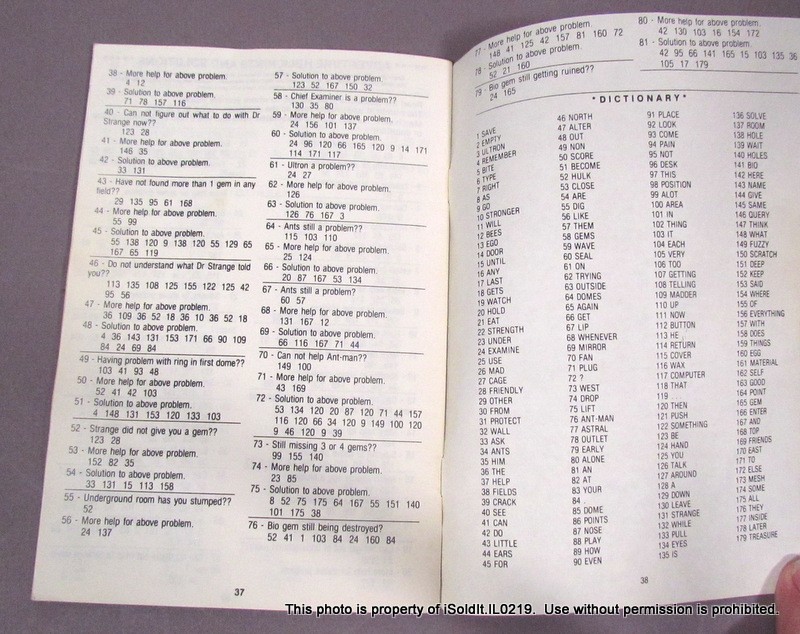 38 - More help for above problem.
4 12
39 - Solution to above problem.
71 78 157 116
40 - Can not figure out what to do with Dr
Strange now??
123 28
41 - More help for above problem.
146 35
42 - Solution to above problem.
33 131
43 - Have not found more than 1 gem in any
field??
29 135 95 61 168
44 - More help for above problem.
55 99
45 - Solution to above problem.
55 138 120 9 138 120 55 129 65
167 65 119
46 - Do not understand what Dr Strange told
you??
113 135 108 125 155 122 125 42
95 56
47 - More help for above problem.
36 109 36 52 18 36 10 36 52 18
48 - Solution to above problem.
4 36 143 131 153 171 66 90 109
84 24 69 84
49 - Having problem with ring in first dome??
103 41 93 48
50 - More help for above problem.
52 41 42 103
51 - Solution to above problem.
4 148 131 153 120 133 103
52 - Strange did not give you a gem??
123 28
53 - More help for above problem.
152 82 35
54 - Solution to above problem.
33 131 15 113 158
55 - Underground room has you stumped??
52
56 - More help for above problem.
24 137
57 - Solution to above problem.
123 52 167 150 32
58 - Chief Examiner is a problem??
130 35 80
59 - More help for above problem.
24 156 101 137
60 - Solution to above problem.
24 96 120 66 165 120 9 14 171
114 171 117
61 - Ultron a problem??
24 27
62 - More help for above problem.
126
63 - Solution to above problem.
126 76 167 3
64 - Ants still a problem??
115 103 110
65 - More help for above problem.
25 124
66 - Solution to above problem.
20 87 167 53 134
67 - Ants still a problem?
60 57
68 - More help for above problem.
131 167 12
69 - Solution to above problem.
66 116 167 71 44
70 - Can not help Ant-man??
149 100
71 - More help for above problem.
43 169
72 - Solution to above problem.
53 134 120 20 87 120 71 44 157
116 120 66 34 120 9 149 100 120
9 46 120 9 39
73 - Still missing 3 or 4 gems??
99 155 140
74 - More help for above problem.
23 85
75 - Solution to above problem.
8 52 75 175 64 167 55 151 140
101 175 38
76 - Bio gem still being destroyed?
52 41 1 103 84 24 160 84
37
77 - More help for above problem.
148 41 125 42 157 81 160 72
78 - Solution to above problem.
52 21 160
79 - Bio gem still getting ruined??
24 165
80 - More help for above problem.
42 130 103 16 154 172
81 - Solution to above problem.
42 95 66 141 165 15 103 135 36
105 17 179
*DICTIONARY*
1 SAVE
2 EMPTY
3 ULTRON
4 REMEMBER
5 BITE
6 TYPE
7 RIGHT
8 AS
9 GO
10 STRONGER
11 WILL
12 BEES
13 EGO
14 DOOR
15 UNTIL
16 ANY
17 LAST
18 GETS
19 WATCH
20 HOLD
21 EAT
22 STRENGTH
23 UNDER
24 EXAMINE
25 USE
26 MAD
27 CAGE
28 FRIENDLY
29 OTHER
30 FROM
31 PROTECT
32 WALL
33 ASK
34 ANTS
35 HIM
36 THE
37 HELP
38 FIELDS
39 CRACK
40 SEE
41 CAN
42 DO
43 LITTLE
44 EARS
45 FOR
46 NORTH
47 ALTER
48 OUT
49 NON
50 SCORE
51 BECOME
52 HULK
53 CLOSE
54 ARE
55 DIG
56 LIKE
57 THEM
58 GEMS
59 WAVE
60 SEAL
61 ON
62 TRYING
63 OUTSIDE
64 DOMES
65 AGAIN
66 GET
67 LIP
68 WHENEVER
69 MIRROR
70 FAN
71 PLUG
72 ?
73 WEST
74 DROP
75 LIFT
76 ANT-MAN
77 ASTRAL
78 OUTLET
79 EARLY
80 ALONE
81 AN
82 AT
83 YOUR
84 .
85 DOME
86 POINTS
87 NOSE
88 PLAY
89 HOW
90 EVEN
91 PLACE
92 LOOK
93 COME
94 PAIN
95 NOT
96 DESK
97 THIS
98 POSITION
99 ALOT
100 AREA
101 IN
102 THING
103 IT
104 EACH
105 VERY
106 TOO
107 GETTING
108 TELLING
109 MADDER
110 UP
111 NOW
112 BUTTON
113 HE
114 RETURN
115 COVER
116 WAX
117 COMPUTER
118 THAT
119 . . .
120 THEN
121 PUSH
122 SOMETHING
123 BE
124 HAND
125 YOU
126 TALK
127 AROUND
128 A
129 DOWN
130 LEAVE
131 STRANGE
132 WHILE
133 PULL
134 EYES
135 IS
136 SOLVE
137 ROOM
138 HOLE
139 WAIT
140 HOLES
141 BIO
142 HERE
143 NAME
144 GIVE
145 SAME
146 QUERY
147 THINK
148 WHAT
149 FUZZY
150 SCRATCH
151 DEEP
152 KEEP
153 SAID
154 WHERE
155 OF
156 EVERYTHING
157 WITH
158 DOES
159 THINGS
160 EGG
161 MATERIAL
162 SELF
163 GOOD
164 POINT
165 GEM
166 ENTER
167 AND
168 TOP
169 FRIENDS
170 EAST
171 TO
172 ELSE
173 MESH
174 SOME
175 ALL
176 THEY
177 INSIDE
178 LATER
179 TREASURE
38
This photo is property of iSoldIt.IL0219. Use without permission is prohibited.